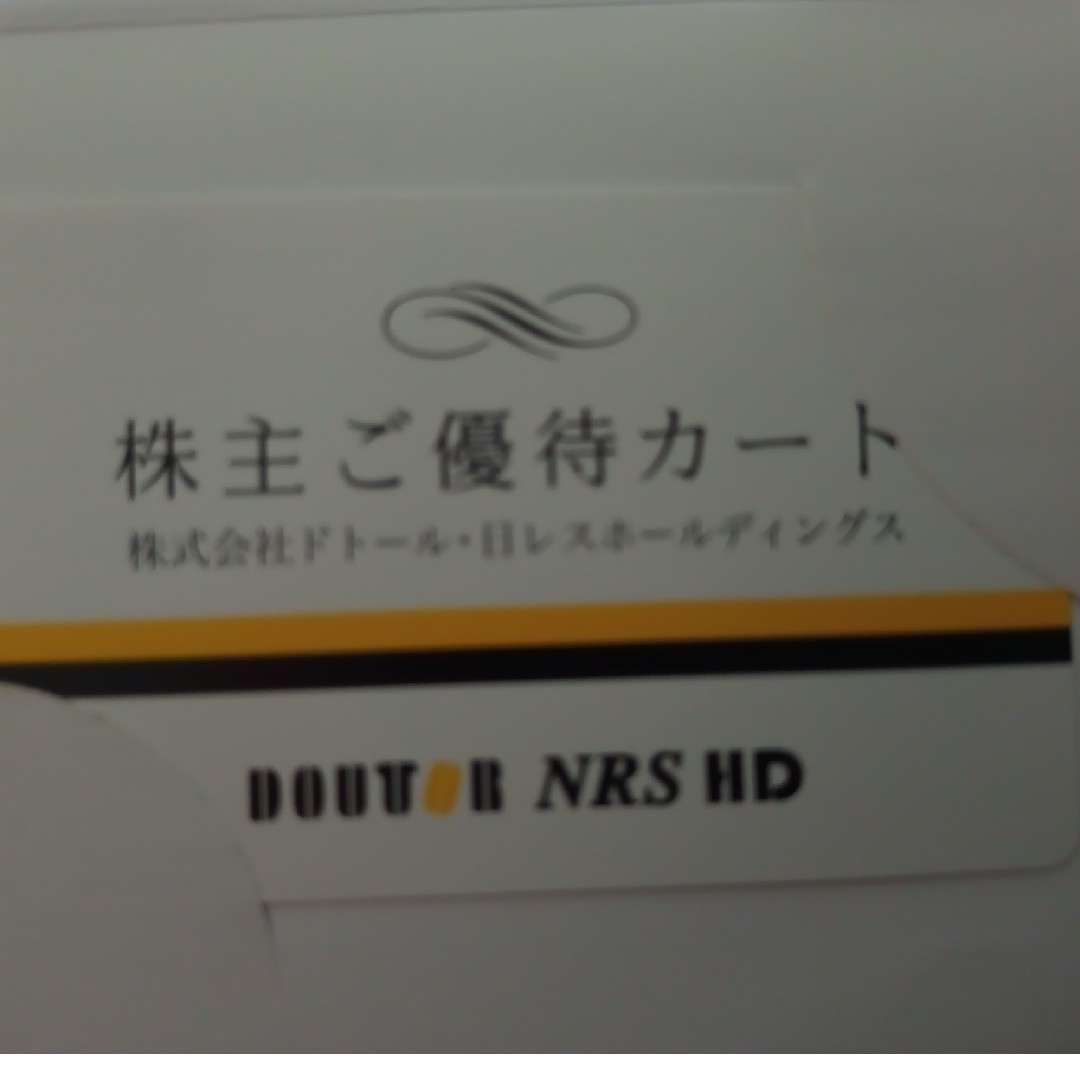 株主ご優待カート
株式会社ドトール・日レスホールディングス
DOUTOR NRS HD